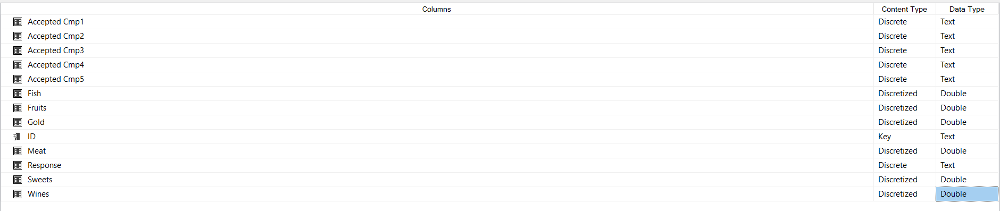 Columns Content Type Data Type
Accepted Cmp1 Discrete Text
Accepted Cmp2 Discrete Text
Accepted Cmp3 Discrete Text
Accepted Cmp4 Discrete Text
Accepted Cmp5 Discrete Text
Fish Discretized Double
Fruits Discretized Double
Gold Discretized Double
ID Key Text
Meat Discretized Double
Response Discrete Text
Sweets Discretized Double
Wines Discretized Double